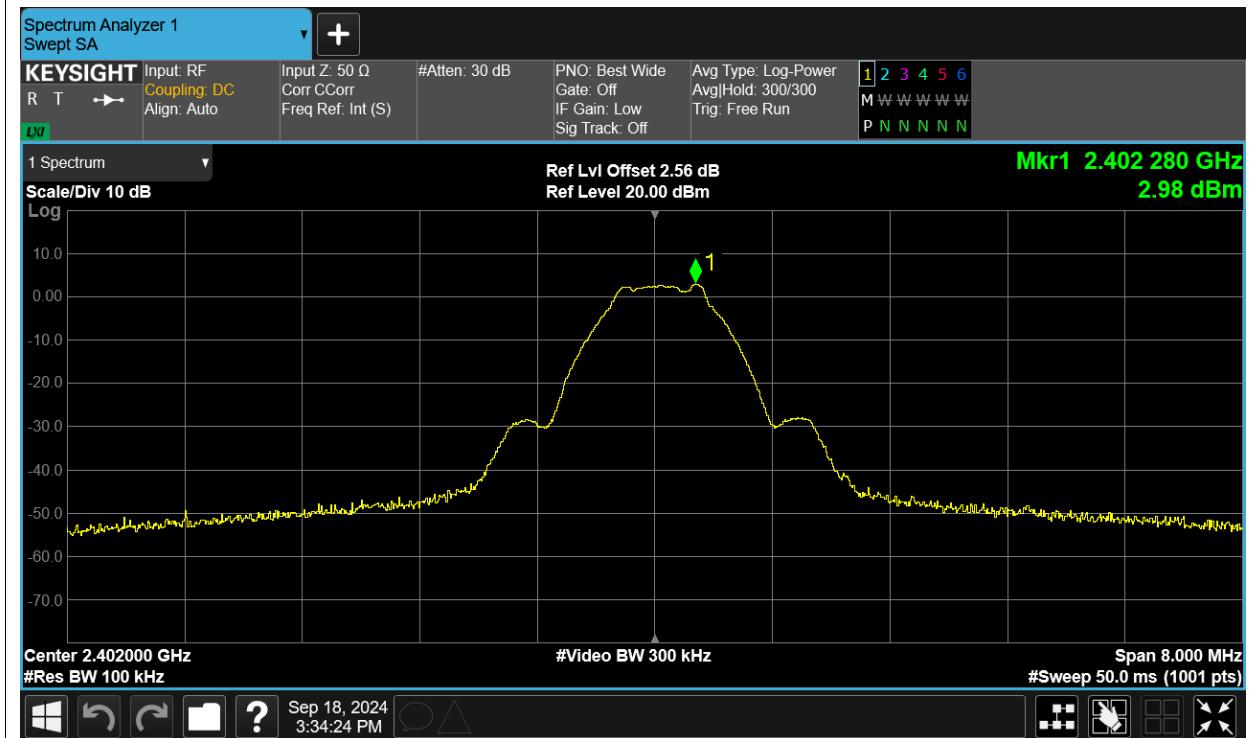 Spectrum Analyzer 1
Swept SA
+
KEYSIGHT
R T
LXI
Input: RF
Coupling: DC
Align: Auto
Input Z: 50 Ω
Corr CCorr
Freq Ref: Int (S)
#Atten: 30 dB
PNO: Best Wide
Gate: Off
IF Gain: Low
Sig Track: Off
Avg Type: Log-Power
Avg|Hold: 300/300
Trig: Free Run
1 2 3 4 5 6
M W W W W W
P N N N N N
1 Spectrum
Scale/Div 10 dB
Log
Ref Lvl Offset 2.56 dB
Ref Level 20.00 dBm
Mkr1 2.402 280 GHz
2.98 dBm
1
10.0
0.00
-10.0
-20.0
-30.0
-40.0
-50.0
-60.0
-70.0
Center 2.402000 GHz
#Res BW 100 kHz
#Video BW 300 kHz
Span 8.000 MHz
#Sweep 50.0 ms (1001 pts)
?
Sep 18, 2024
3:34:24 PM